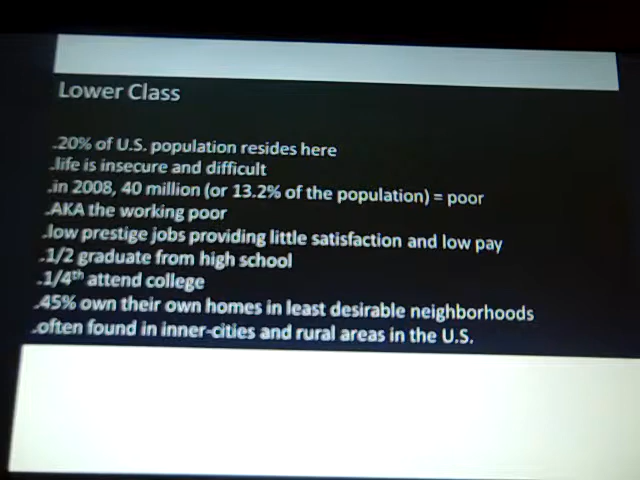 Lower Class
.20% of U.S. population resides here
.life is insecure and difficult
.in 2008, 40 million (or 13.2% of the population) = poor
.AKA the working poor
.low prestige jobs providing little satisfaction and low pay
.1/2 graduate from high school
.1/4th attend college
.45% own their own homes in least desirable neighborhoods
.often found in inner-cities and rural areas in the U.S.